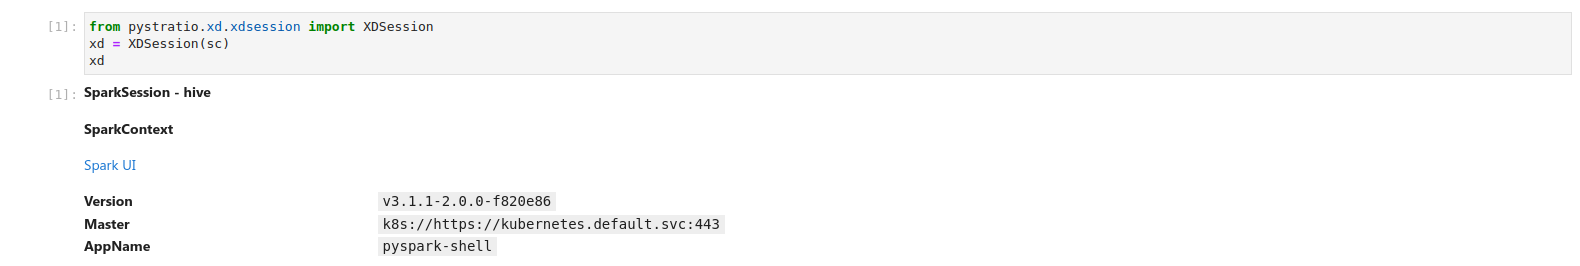 [1]: from pystratio.xd.xdsession import XDSession
xd = XDSession(sc)
xd
[1]: SparkSession - hive
SparkContext
Spark UI
Version v3.1.1-2.0.0-f820e86
Master k8s://https://kubernetes.default.svc:443
AppName pyspark-shell